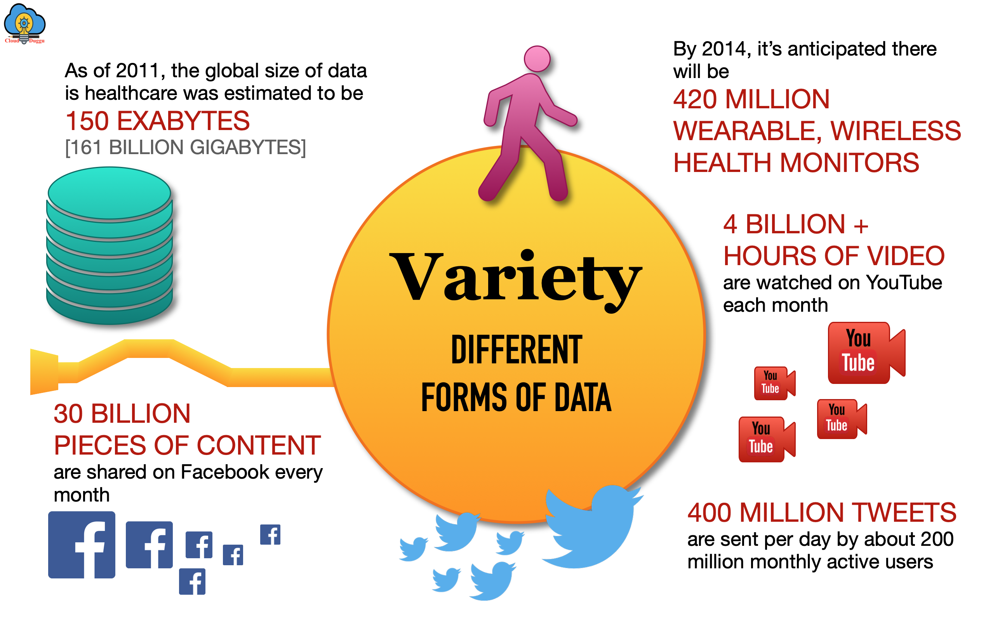 Cloud Duggu
As of 2011, the global size of data
is healthcare was estimated to be
150 EXABYTES
[161 BILLION GIGABYTES]
30 BILLION
PIECES OF CONTENT
are shared on Facebook every
month
Variety
DIFFERENT
FORMS OF DATA
By 2014, it’s anticipated there
will be
420 MILLION
WEARABLE, WIRELESS
HEALTH MONITORS
4 BILLION +
HOURS OF VIDEO
are watched on YouTube
each month
You
Tube
You
Tube
You
Tube
You
Tube
400 MILLION TWEETS
are sent per day by about 200
million monthly active users